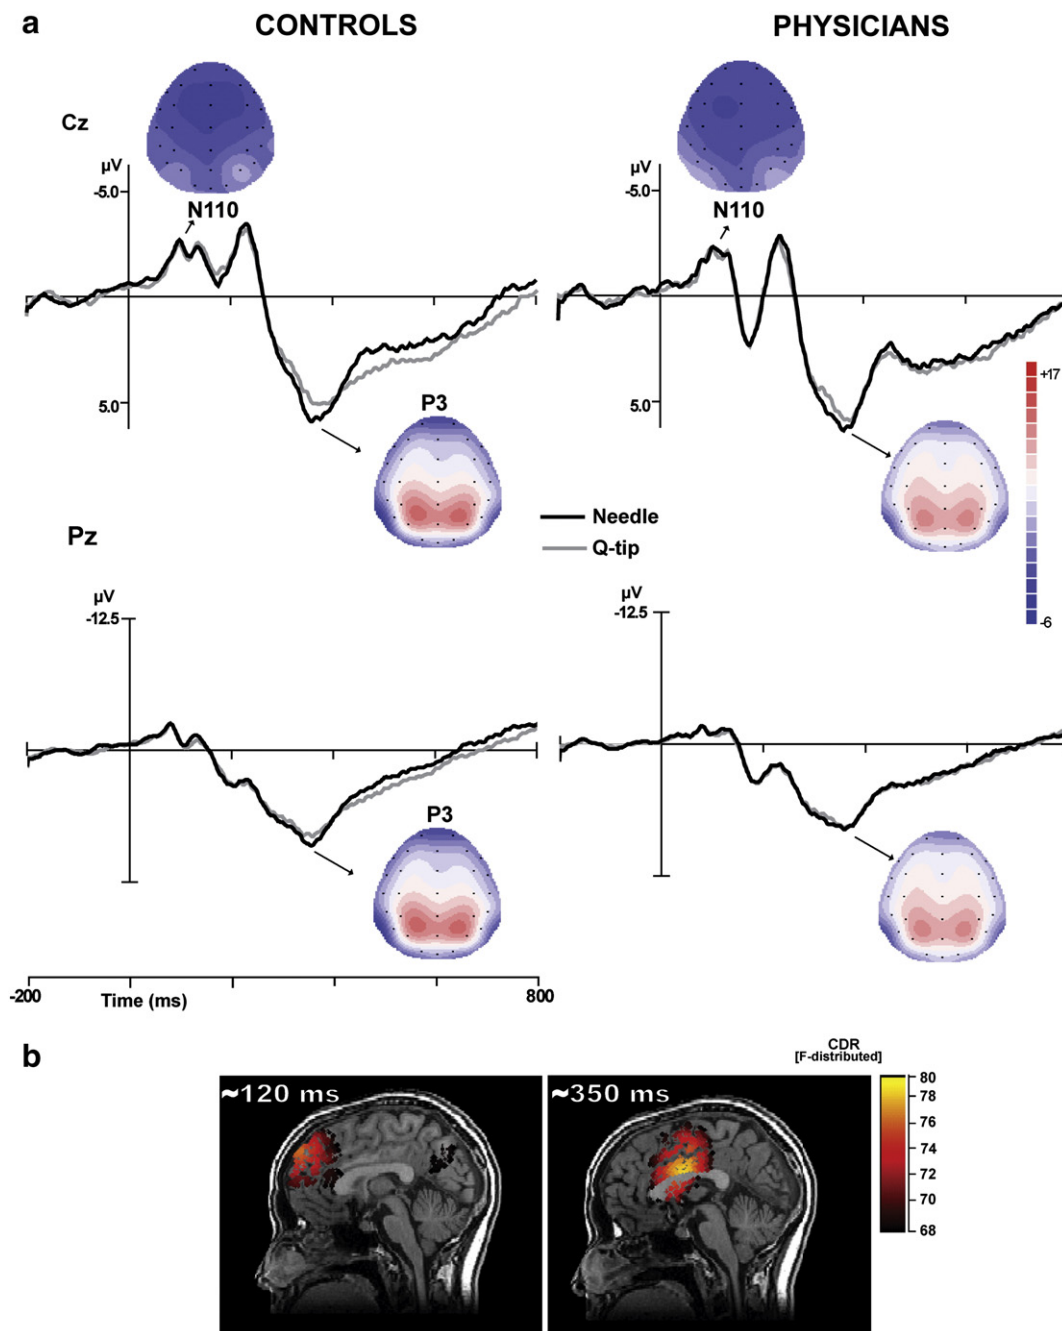 a
CONTROLS
PHYSICIANS
Cz
µV
-5.0
N110
5.0
P3
µV
-5.0
N110
+17
-6
Needle
Q-tip
Pz
µV
-12.5
P3
µV
-12.5
-200
Time (ms)
800
b
≈120 ms
≈350 ms
CDR
[F-distributed]
80
78
76
74
72
70
68